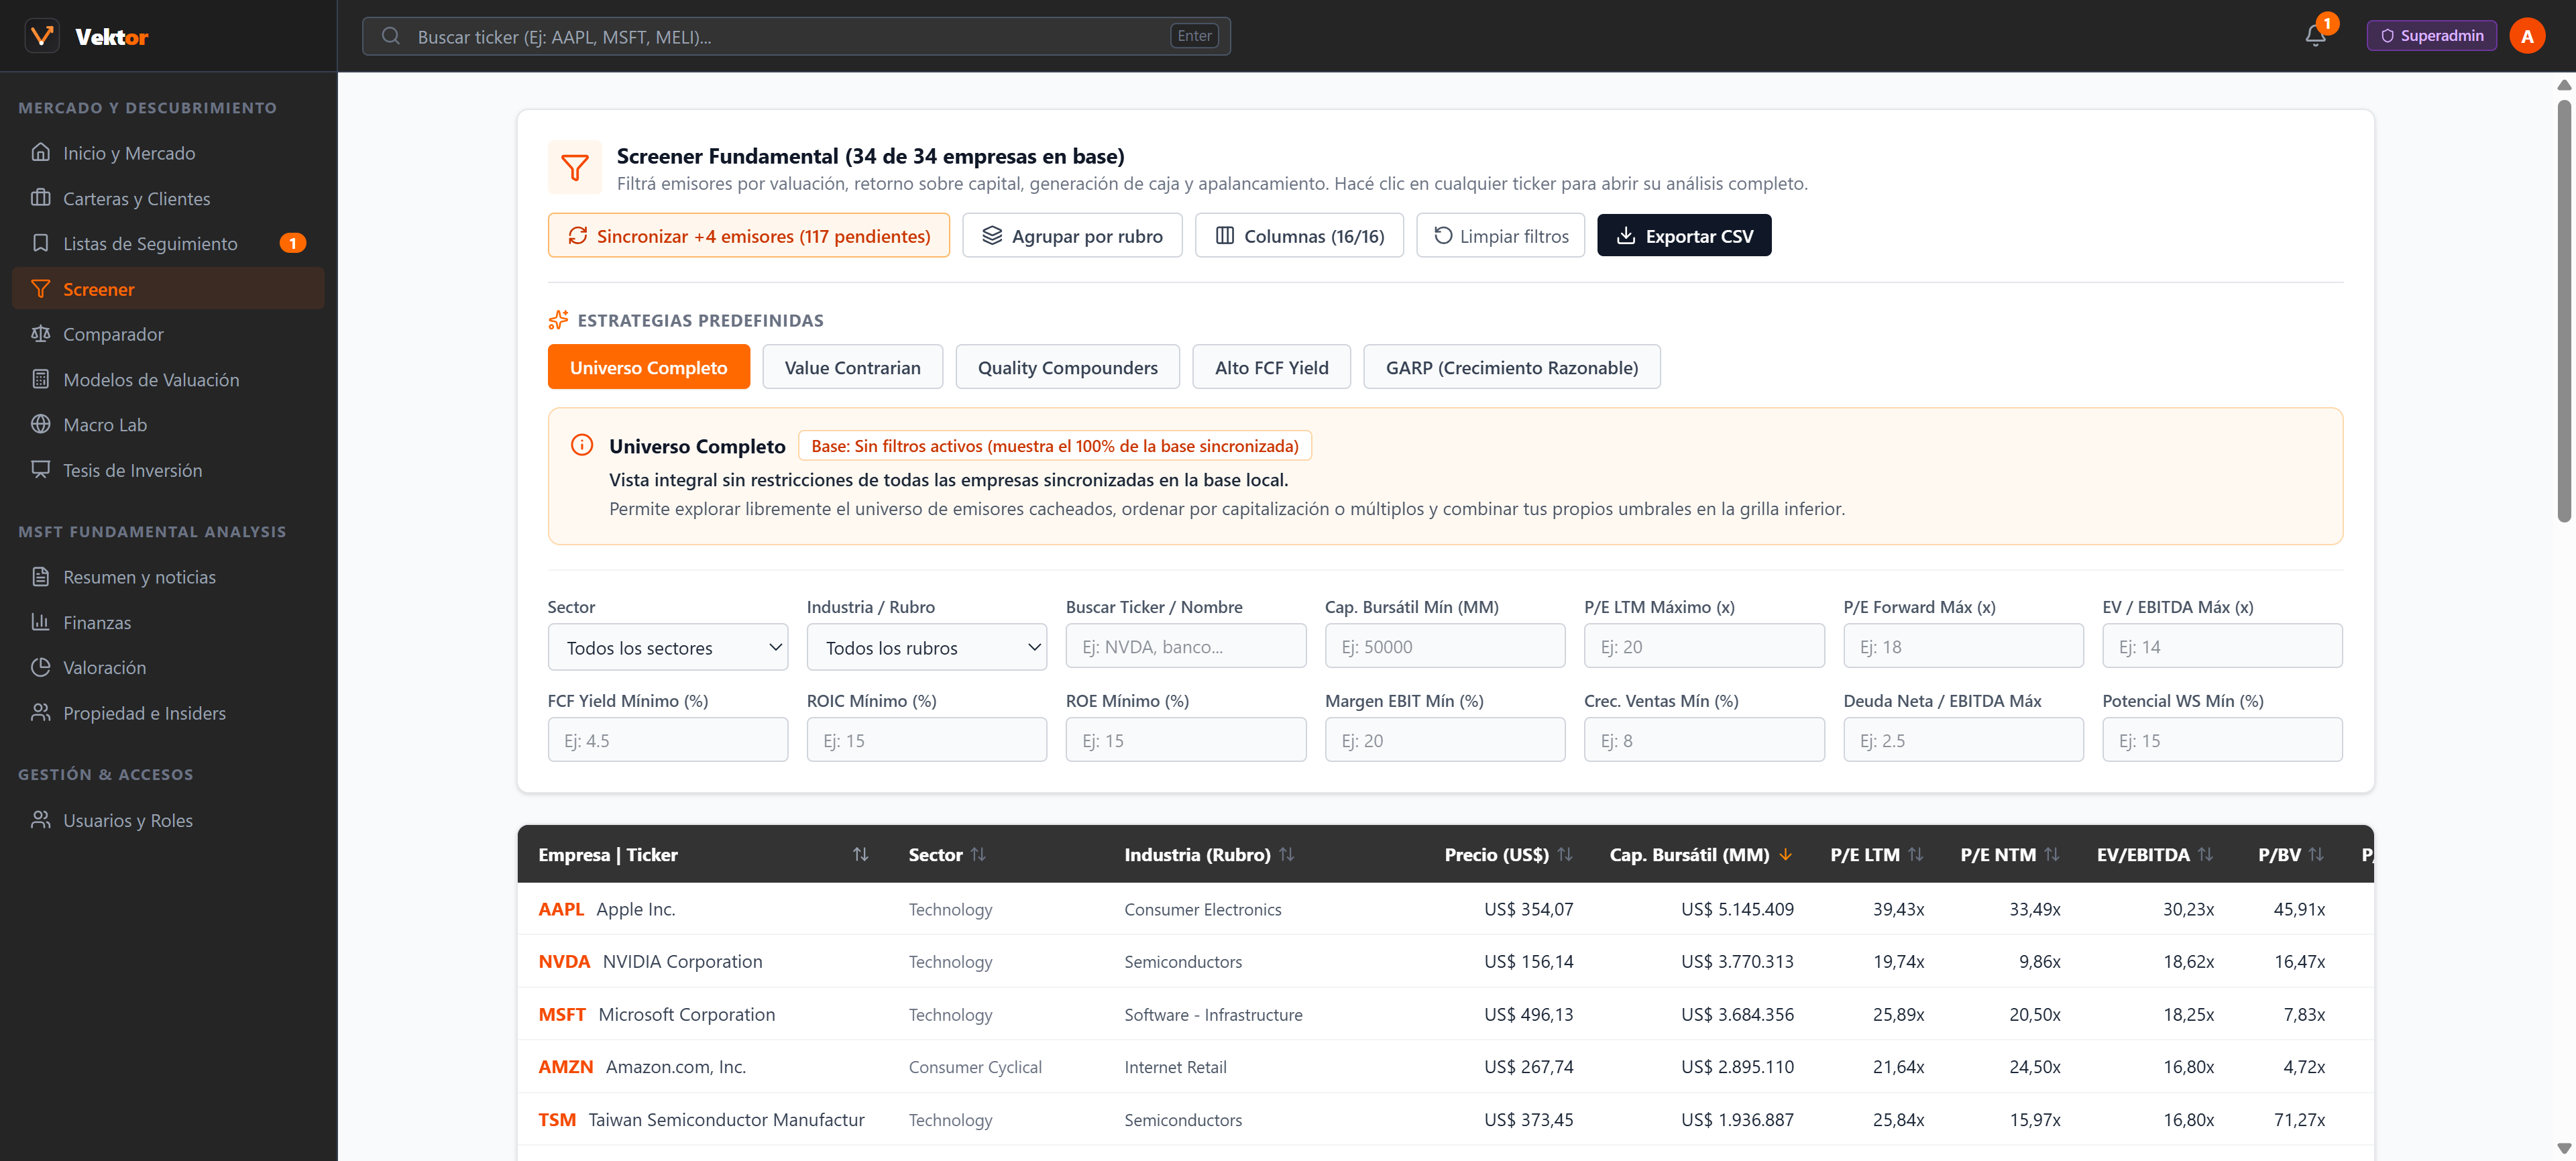 Vektor
Buscar ticker (Ej: AAPL, MSFT, MELI)...
Enter
1
Superadmin
A
MERCADO Y DESCUBRIMIENTO
Inicio y Mercado
Carteras y Clientes
Listas de Seguimiento 1
Screener
Comparador
Modelos de Valuación
Macro Lab
Tesis de Inversión
MSFT FUNDAMENTAL ANALYSIS
Resumen y noticias
Finanzas
Valoración
Propiedad e Insiders
GESTIÓN & ACCESOS
Usuarios y Roles
Screener Fundamental (34 de 34 empresas en base)
Filtrá emisores por valuación, retorno sobre capital, generación de caja y apalancamiento. Hacé clic en cualquier ticker para abrir su análisis completo.
Sincronizar +4 emisores (117 pendientes) Agrupar por rubro Columnas (16/16) Limpiar filtros Exportar CSV
ESTRATEGIAS PREDEFINIDAS
Universo Completo Value Contrarian Quality Compounders Alto FCF Yield GARP (Crecimiento Razonable)
Universo Completo Base: Sin filtros activos (muestra el 100% de la base sincronizada)
Vista integral sin restricciones de todas las empresas sincronizadas en la base local.
Permite explorar libremente el universo de emisores cacheados, ordenar por capitalización o múltiplos y combinar tus propios umbrales en la grilla inferior.
Sector Industria / Rubro Buscar Ticker / Nombre Cap. Bursátil Mín (MM) P/E LTM Máximo (x) P/E Forward Máx (x) EV / EBITDA Máx (x)
Todos los sectores Todos los rubros Ej: NVDA, banco... Ej: 50000 Ej: 20 Ej: 18 Ej: 14
FCF Yield Mínimo (%) ROIC Mínimo (%) ROE Mínimo (%) Margen EBIT Mín (%) Crec. Ventas Mín (%) Deuda Neta / EBITDA Máx Potencial WS Mín (%)
Ej: 4.5 Ej: 15 Ej: 15 Ej: 20 Ej: 8 Ej: 2.5 Ej: 15
Empresa | Ticker Sector Industria (Rubro) Precio (US$) Cap. Bursátil (MM) P/E LTM P/E NTM EV/EBITDA P/BV P/
AAPL Apple Inc. Technology Consumer Electronics US$ 354,07 US$ 5.145.409 39,43x 33,49x 30,23x 45,91x
NVDA NVIDIA Corporation Technology Semiconductors US$ 156,14 US$ 3.770.313 19,74x 9,86x 18,62x 16,47x
MSFT Microsoft Corporation Technology Software - Infrastructure US$ 496,13 US$ 3.684.356 25,89x 20,50x 18,25x 7,83x
AMZN Amazon.com, Inc. Consumer Cyclical Internet Retail US$ 267,74 US$ 2.895.110 21,64x 24,50x 16,80x 4,72x
TSM Taiwan Semiconductor Manufactur Technology Semiconductors US$ 373,45 US$ 1.936.887 25,84x 15,97x 16,80x 71,27x